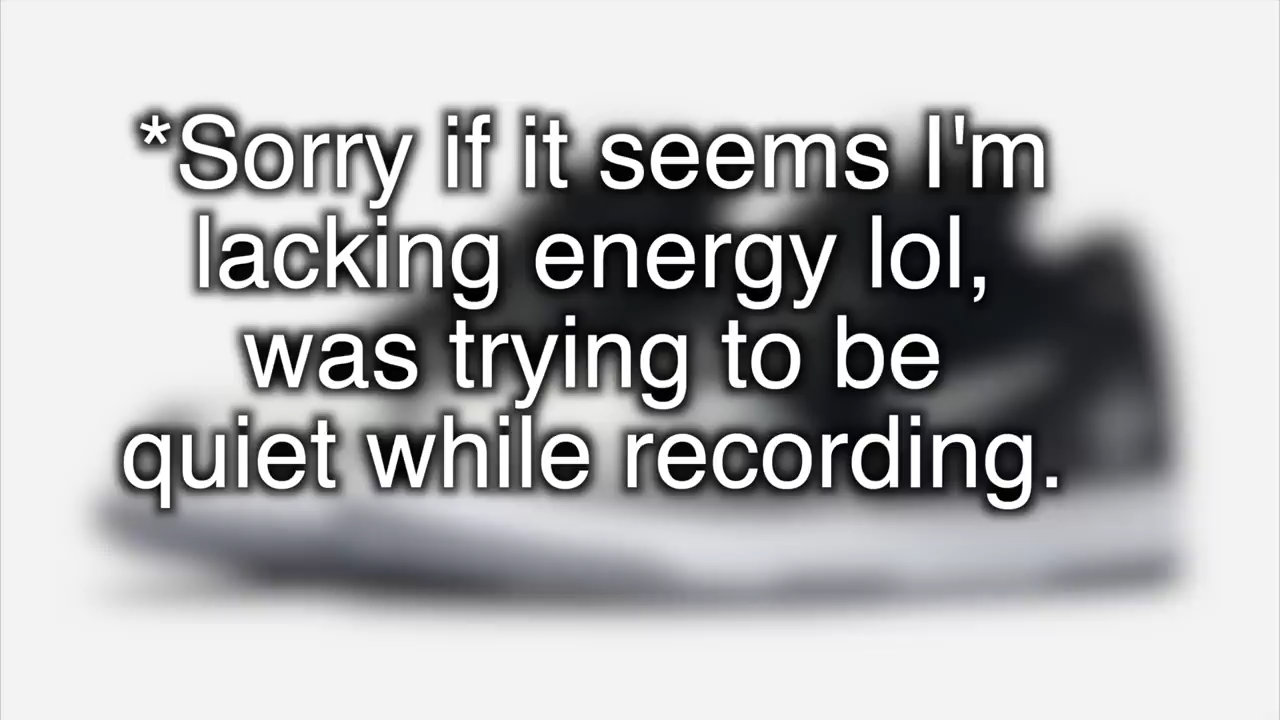 *Sorry if it seems I'm
lacking energy lol,
was trying to be
quiet while recording.